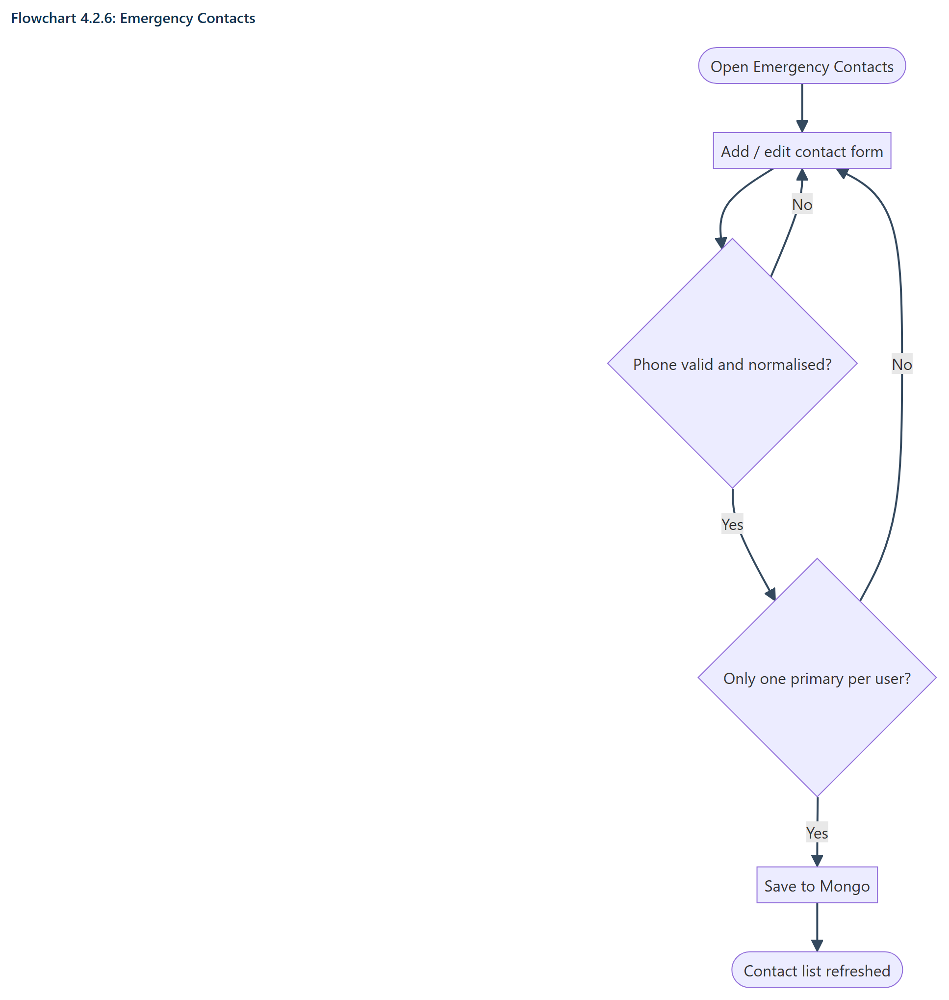 Flowchart 4.2.6: Emergency Contacts
Open Emergency Contacts
Add / edit contact form
No
Phone valid and normalised?
No
Yes
Only one primary per user?
Yes
Save to Mongo
Contact list refreshed